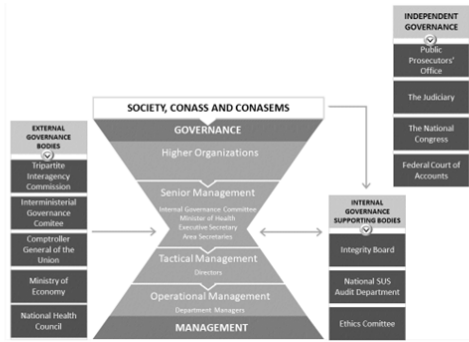 INDEPENDENT
GOVERNANCE
Public
Prosecutors'
Office
The Judiciary
The National
Congress
Federal Court of
Accounts
SOCIETY, CONASS AND CONASEMS
GOVERNANCE
Higher Organizations
Senior Management
Internal Governance Committee
Minister of Health
Executive Secretary
Area Secretaries
Tactical Management
Directors
Operational Management
Department Managers
MANAGEMENT
EXTERNAL
GOVERNANCE
BODIES
Tripartite
Interagency
Commission
Interministerial
Governance
Comitee
Comptroller
General of the
Union
Ministry of
Economy
National Health
Council
INTERNAL
GOVERNANCE
SUPPORTING BODIES
Integrity Board
National SUS
Audit Department
Ethics Comittee